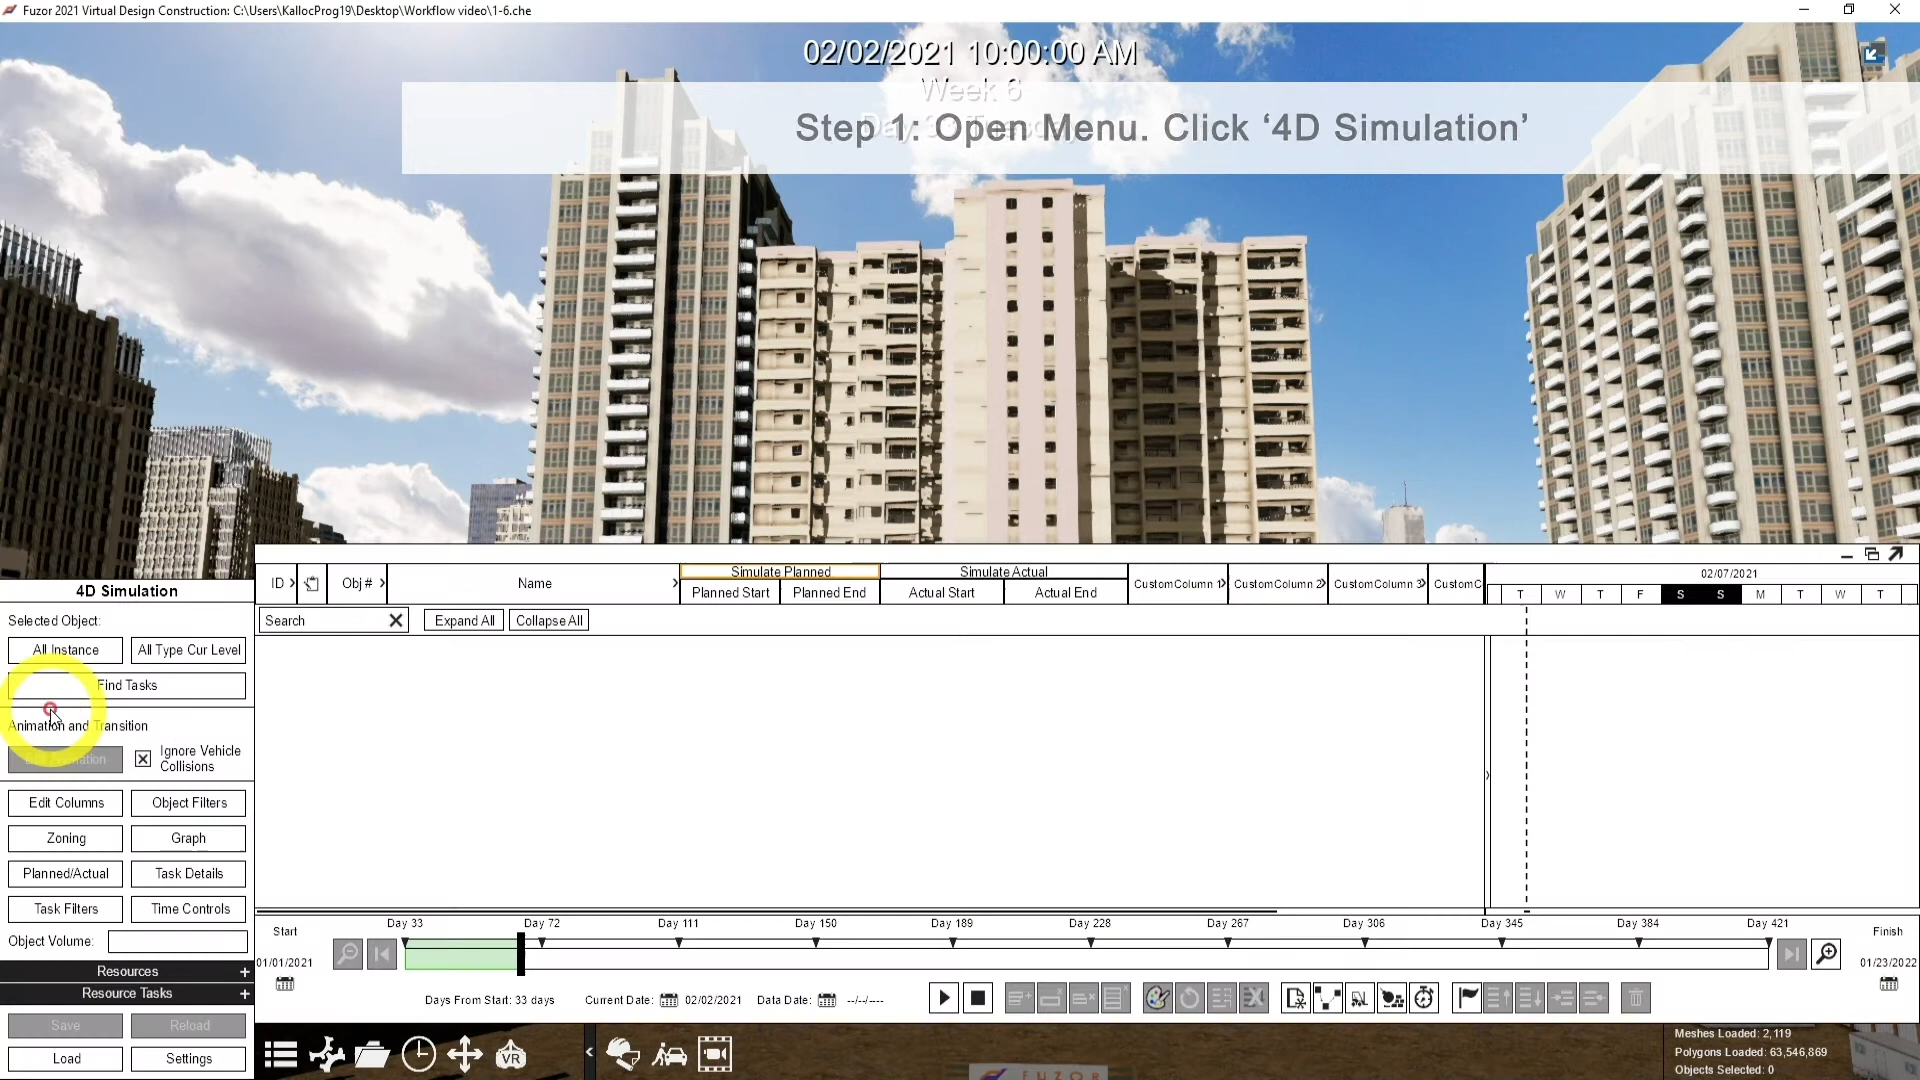 Fuzor 2021 Virtual Design Construction: C:\Users\KallocProg19\Desktop\Workflow video\1-6.che
02/02/2021 10:00:00 AM
Week 6
Step 1: Open Menu. Click ‘4D Simulation’
02/07/2021
ID
Obj #
Name
Simulate Planned
Planned Start
Planned End
Simulate Actual
Actual Start
Actual End
CustomColumn 1
CustomColumn 2
CustomColumn 3
CustomC
T W T F S S M T W T
Search
Expand All
Collapse All
4D Simulation
Selected Object:
All Instance
All Type Cur Level
Find Tasks
Animation and Transition
Ignore Vehicle
Collisions
Edit Columns
Object Filters
Zoning
Graph
Planned/Actual
Task Details
Task Filters
Time Controls
Object Volume:
Resources +
Resource Tasks +
Save
Reload
Load
Settings
Start
01/01/2021
Day 33 Day 72 Day 111 Day 150 Day 189 Day 228 Day 267 Day 306 Day 345 Day 384 Day 421
Finish
01/23/2022
Days From Start: 33 days
Current Date: 02/02/2021
Data Date: --/--/----
VR
Meshes Loaded: 2,119
Polygons Loaded: 63,546,869
Objects Selected: 0
FUZOR